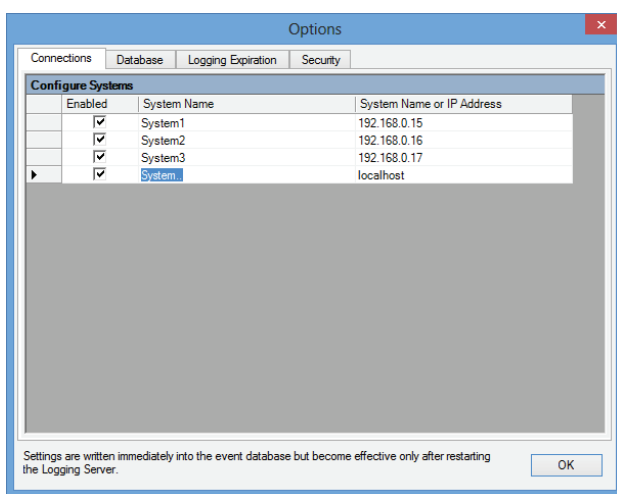 Options
Connections Database Logging Expiration Security
Configure Systems
Enabled System Name System Name or IP Address
System1 192.168.0.15
System2 192.168.0.16
System3 192.168.0.17
System.. localhost
Settings are written immediately into the event database but become effective only after restarting
the Logging Server.
OK